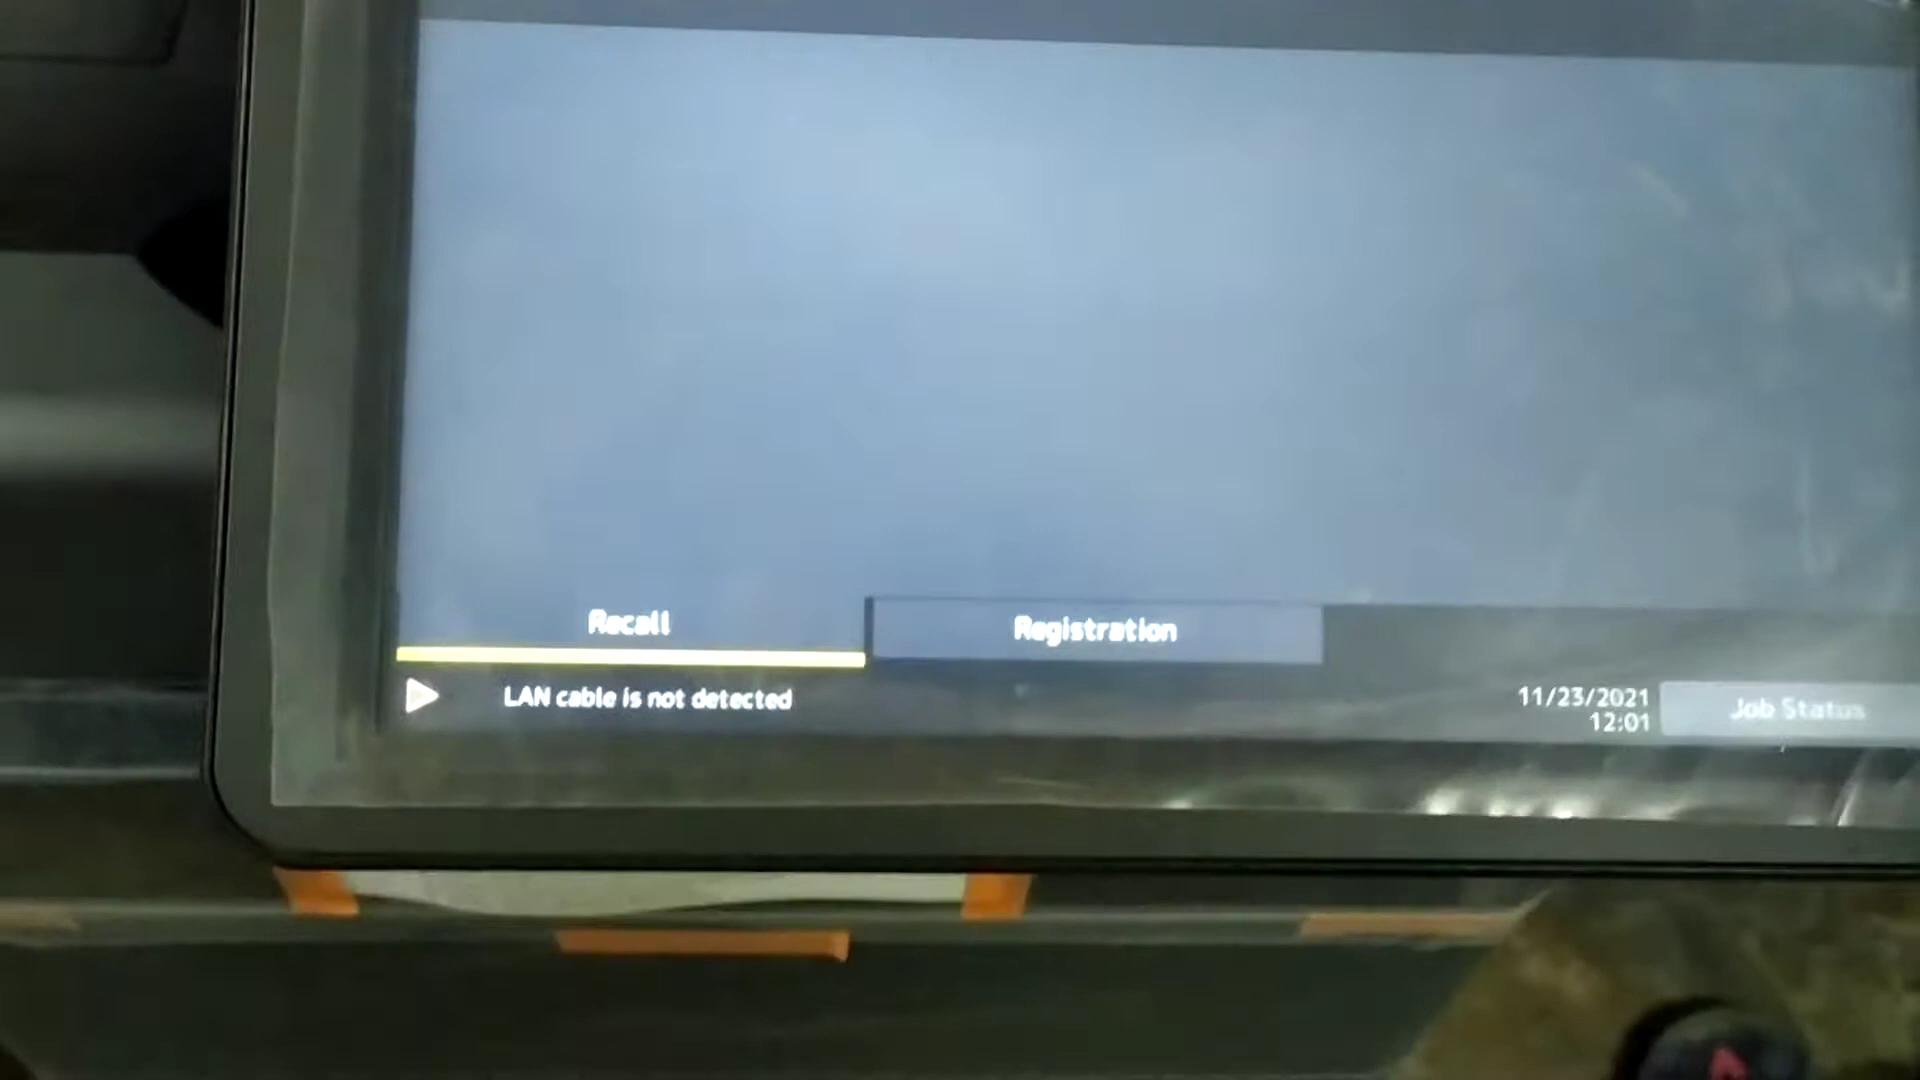 Recall
Registration
LAN cable is not detected
11/23/2021
12:01
Job Status